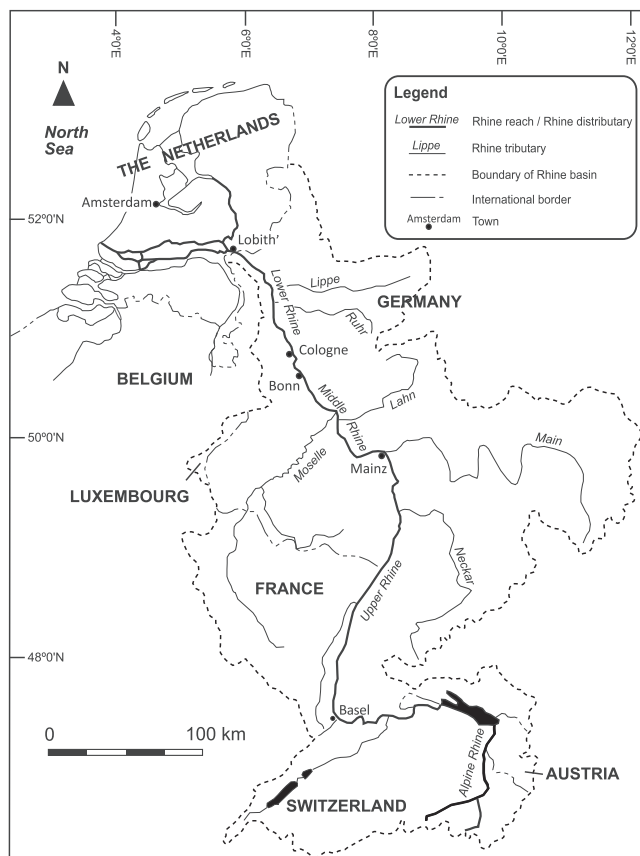 4°0'E
6°0'E
8°0'E
10°0'E
12°0'E
N
North
Sea
THE NETHERLANDS
Legend
Lower Rhine Rhine reach / Rhine distributary
Lippe Rhine tributary
Boundary of Rhine basin
International border
Amsterdam Town
Amsterdam
52°0'N
Lobith'
Lippe
Lower Rhine
GERMANY
Ruhr
Cologne
BELGIUM
Bonn
Middle
Rhine
Lahn
50°0'N
Main
Moselle
Mainz
LUXEMBOURG
Neckar
FRANCE
Upper Rhine
48°0'N
Basel
0 100 km
Alpine Rhine
AUSTRIA
SWITZERLAND